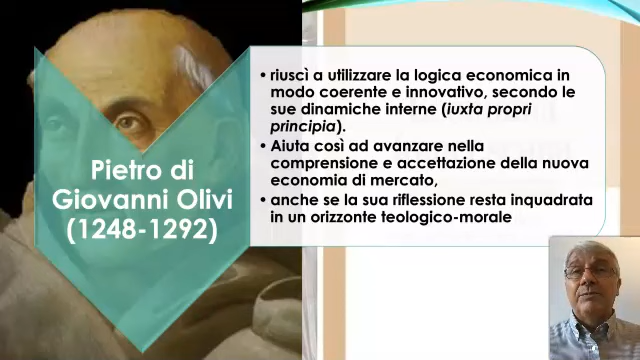 Pietro di
Giovanni Olivi
(1248-1292)
• riuscì a utilizzare la logica economica in
modo coerente e innovativo, secondo le
sue dinamiche interne (iuxta propri
principia).
• Aiuta così ad avanzare nella
comprensione e accettazione della nuova
economia di mercato,
• anche se la sua riflessione resta inquadrata
in un orizzonte teologico-morale